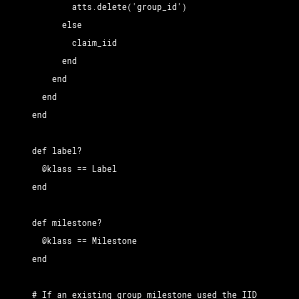 atts.delete('group_id')
else
claim_iid
end
end
end
end
def label?
@klass == Label
end
def milestone?
@klass == Milestone
end
# If an existing group milestone used the IID